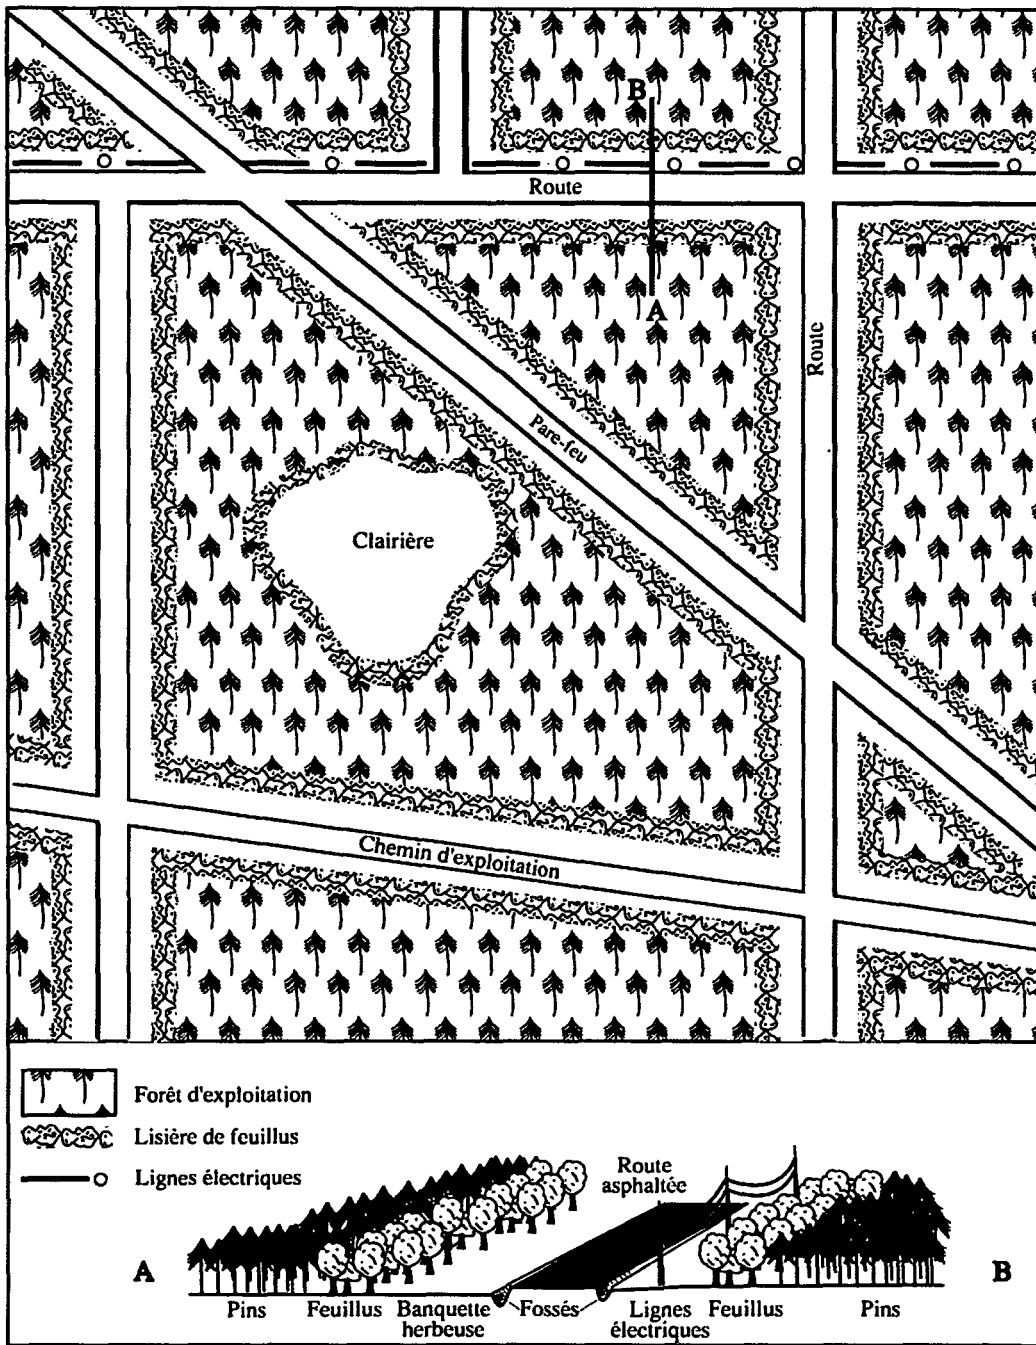 B
Route
A
Route
Pare-feu
Clairière
Chemin d'exploitation
Forêt d'exploitation
Lisière de feuillus
Lignes électriques
Route
asphaltée
A
B
Pins
Feuillus
Banquette
herbeuse
Fossés
Lignes
électriques
Feuillus
Pins